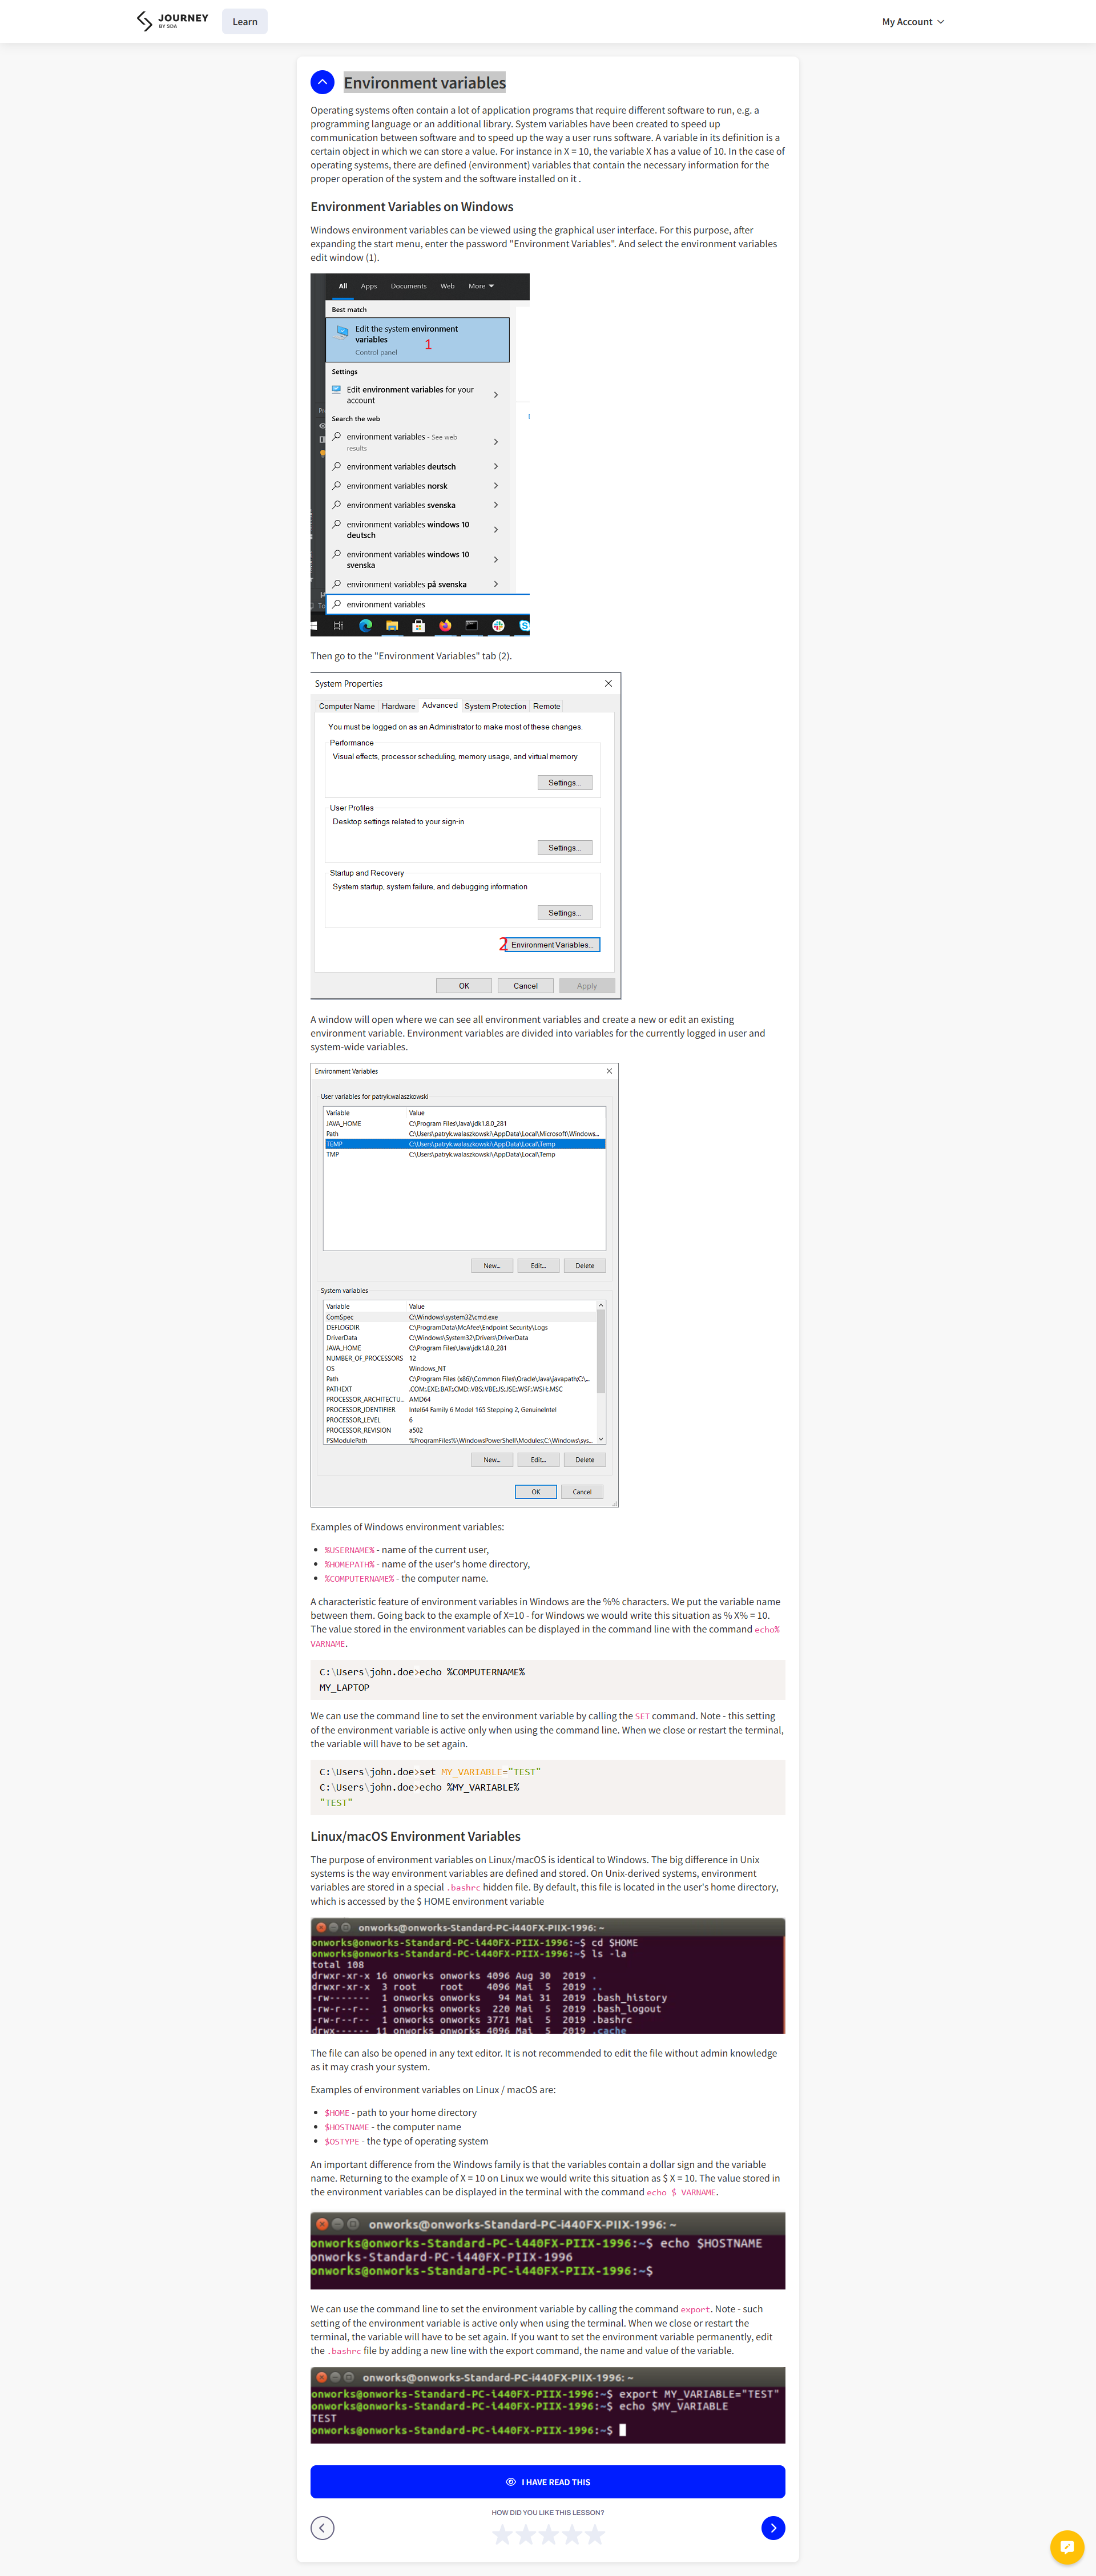 JOURNEY
BY SDA
Learn
My Account
Environment variables
Operating systems often contain a lot of application programs that require different software to run, e.g. a
programming language or an additional library. System variables have been created to speed up
communication between software and to speed up the way a user runs software. A variable in its definition is a
certain object in which we can store a value. For instance in X = 10, the variable X has a value of 10. In the case of
operating systems, there are defined (environment) variables that contain the necessary information for the
proper operation of the system and the software installed on it .
Environment Variables on Windows
Windows environment variables can be viewed using the graphical user interface. For this purpose, after
expanding the start menu, enter the password "Environment Variables". And select the environment variables
edit window (1).
All Apps Documents Web More
Best match
Edit the system environment
variables
1
Control panel
Settings
Edit environment variables for your
account
Search the web
environment variables - See web
results
environment variables deutsch
environment variables norsk
environment variables svenska
environment variables windows 10
deutsch
environment variables windows 10
svenska
environment variables på svenska
environment variables
Then go to the "Environment Variables" tab (2).
System Properties
Computer Name Hardware Advanced System Protection Remote
You must be logged on as an Administrator to make most of these changes.
Performance
Visual effects, processor scheduling, memory usage, and virtual memory
Settings...
User Profiles
Desktop settings related to your sign-in
Settings...
Startup and Recovery
System startup, system failure, and debugging information
Settings...
2 Environment Variables...
OK Cancel Apply
A window will open where we can see all environment variables and create a new or edit an existing
environment variable. Environment variables are divided into variables for the currently logged in user and
system-wide variables.
Environment Variables
User variables for patryk.walaszkowski
Variable Value
JAVA_HOME C:\Program Files\Java\jdk1.8.0_281
Path C:\Users\patryk.walaszkowski\AppData\Local\Microsoft\Windows...
TEMP C:\Users\patryk.walaszkowski\AppData\Local\Temp
TMP C:\Users\patryk.walaszkowski\AppData\Local\Temp
New... Edit... Delete
System variables
Variable Value
ComSpec C:\Windows\system32\cmd.exe
DEFLOGDIR C:\ProgramData\McAfee\Endpoint Security\Logs
DriverData C:\Windows\System32\Drivers\DriverData
JAVA_HOME C:\Program Files\Java\jdk1.8.0_281
NUMBER_OF_PROCESSORS 12
OS Windows_NT
Path C:\Program Files (x86)\Common Files\Oracle\Java\javapath;C:\...
PATHEXT .COM;.EXE;.BAT;.CMD;.VBS;.VBE;.JS;.JSE;.WSF;.WSH;.MSC
PROCESSOR_ARCHITECTU... AMD64
PROCESSOR_IDENTIFIER Intel64 Family 6 Model 165 Stepping 2, GenuineIntel
PROCESSOR_LEVEL 6
PROCESSOR_REVISION a502
PSModulePath %ProgramFiles%\WindowsPowerShell\Modules;C:\Windows\sys...
New... Edit... Delete
OK Cancel
Examples of Windows environment variables:
• %USERNAME% - name of the current user,
• %HOMEPATH% - name of the user's home directory,
• %COMPUTERNAME% - the computer name.
A characteristic feature of environment variables in Windows are the %% characters. We put the variable name
between them. Going back to the example of X=10 - for Windows we would write this situation as % X% = 10.
The value stored in the environment variables can be displayed in the command line with the command echo%
VARNAME.
C:\Users\john.doe>echo %COMPUTERNAME%
MY_LAPTOP
We can use the command line to set the environment variable by calling the SET command. Note - this setting
of the environment variable is active only when using the command line. When we close or restart the terminal,
the variable will have to be set again.
C:\Users\john.doe>set MY_VARIABLE="TEST"
C:\Users\john.doe>echo %MY_VARIABLE%
"TEST"
Linux/macOS Environment Variables
The purpose of environment variables on Linux/macOS is identical to Windows. The big difference in Unix
systems is the way environment variables are defined and stored. On Unix-derived systems, environment
variables are stored in a special .bashrc hidden file. By default, this file is located in the user's home directory,
which is accessed by the $ HOME environment variable
onworks@onworks-Standard-PC-i440FX-PIIX-1996: ~
onworks@onworks-Standard-PC-i440FX-PIIX-1996:~$ cd $HOME
onworks@onworks-Standard-PC-i440FX-PIIX-1996:~$ ls -la
total 108
drwxr-xr-x 16 onworks onworks 4096 Aug 30 2019 .
drwxr-xr-x 3 root root 4096 Mai 5 2019 ..
-rw------- 1 onworks onworks 94 Mai 31 2019 .bash_history
-rw-r--r-- 1 onworks onworks 220 Mai 5 2019 .bash_logout
-rw-r--r-- 1 onworks onworks 3771 Mai 5 2019 .bashrc
drwx------ 11 onworks onworks 4096 Mai 5 2019 .cache
The file can also be opened in any text editor. It is not recommended to edit the file without admin knowledge
as it may crash your system.
Examples of environment variables on Linux / macOS are:
• $HOME - path to your home directory
• $HOSTNAME - the computer name
• $OSTYPE - the type of operating system
An important difference from the Windows family is that the variables contain a dollar sign and the variable
name. Returning to the example of X = 10 on Linux we would write this situation as $ X = 10. The value stored in
the environment variables can be displayed in the terminal with the command echo $ VARNAME.
onworks@onworks-Standard-PC-i440FX-PIIX-1996: ~
onworks@onworks-Standard-PC-i440FX-PIIX-1996:~$ echo $HOSTNAME
onworks-Standard-PC-i440FX-PIIX-1996
onworks@onworks-Standard-PC-i440FX-PIIX-1996:~$
We can use the command line to set the environment variable by calling the command export. Note - such
setting of the environment variable is active only when using the terminal. When we close or restart the
terminal, the variable will have to be set again. If you want to set the environment variable permanently, edit
the .bashrc file by adding a new line with the export command, the name and value of the variable.
onworks@onworks-Standard-PC-i440FX-PIIX-1996: ~
onworks@onworks-Standard-PC-i440FX-PIIX-1996:~$ export MY_VARIABLE="TEST"
onworks@onworks-Standard-PC-i440FX-PIIX-1996:~$ echo $MY_VARIABLE
TEST
onworks@onworks-Standard-PC-i440FX-PIIX-1996:~$
I HAVE READ THIS
HOW DID YOU LIKE THIS LESSON?